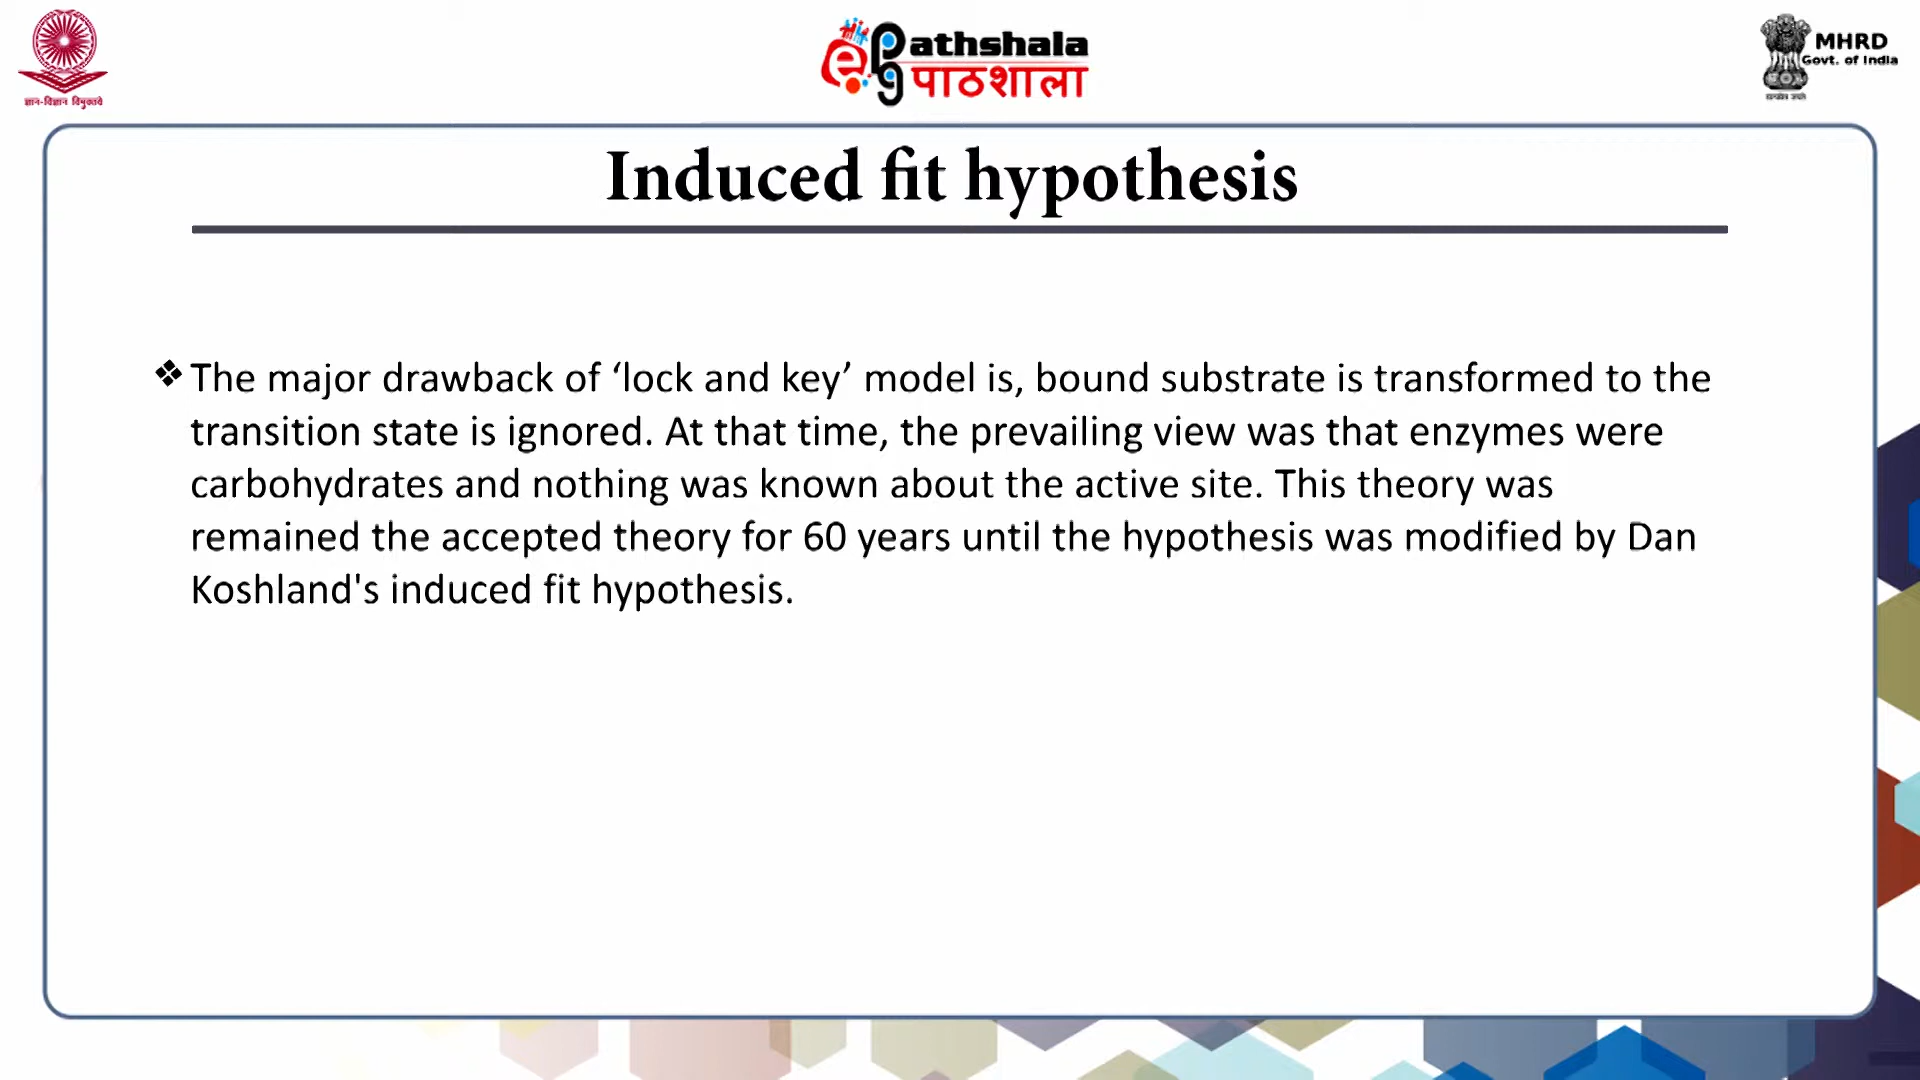 ज्ञान-विज्ञान विमुक्तये
ePGpathshala
पाठशाला
MHRD
Govt. of India
Induced fit hypothesis
❖ The major drawback of ‘lock and key’ model is, bound substrate is transformed to the
transition state is ignored. At that time, the prevailing view was that enzymes were
carbohydrates and nothing was known about the active site. This theory was
remained the accepted theory for 60 years until the hypothesis was modified by Dan
Koshland's induced fit hypothesis.